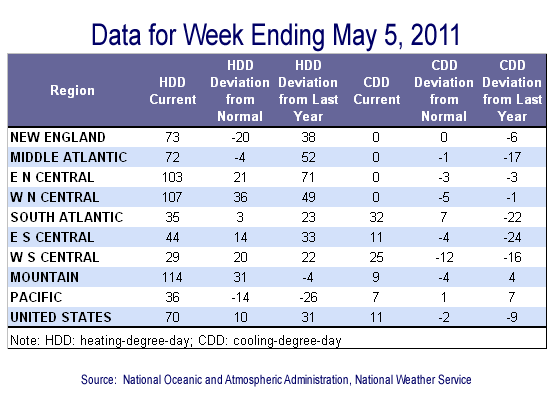 Data for Week Ending May 5, 2011
Region HDD Current HDD Deviation from Normal HDD Deviation from Last Year CDD Current CDD Deviation from Normal CDD Deviation from Last Year
NEW ENGLAND 73 -20 38 0 0 -6
MIDDLE ATLANTIC 72 -4 52 0 -1 -17
E N CENTRAL 103 21 71 0 -3 -3
W N CENTRAL 107 36 49 0 -5 -1
SOUTH ATLANTIC 35 3 23 32 7 -22
E S CENTRAL 44 14 33 11 -4 -24
W S CENTRAL 29 20 22 25 -12 -16
MOUNTAIN 114 31 -4 9 -4 4
PACIFIC 36 -14 -26 7 1 7
UNITED STATES 70 10 31 11 -2 -9
Note: HDD: heating-degree-day; CDD: cooling-degree-day
Source: National Oceanic and Atmospheric Administration, National Weather Service